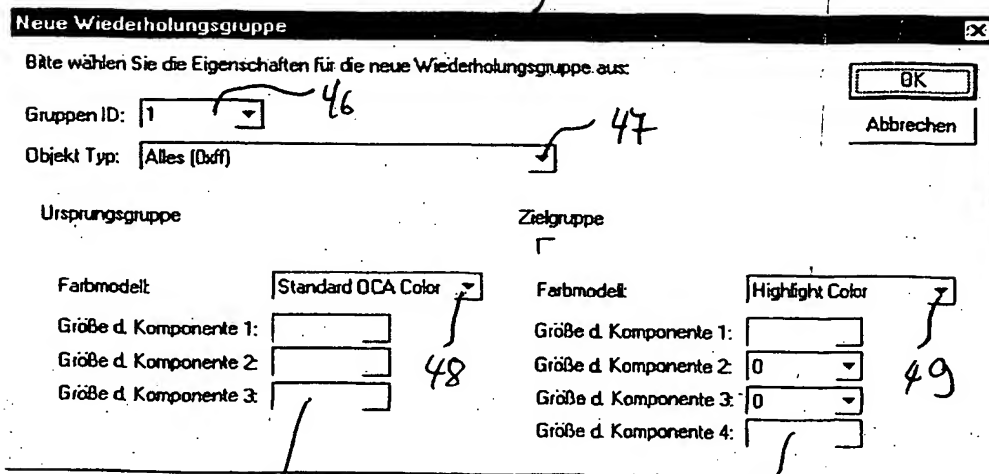 Neue Wiederholungsgruppe
Bitte wählen Sie die Eigenschaften für die neue Wiederholungsgruppe aus:
OK
Abbrechen
Gruppen ID: 1
46
Objekt Typ: Alles (0xff)
47
Ursprungsgruppe
Zielgruppe
Farbmodell: Standard OCA Color
Farbmodell: Highlight Color
Größe d. Komponente 1:
Größe d. Komponente 2:
Größe d. Komponente 3:
48
Größe d. Komponente 1:
Größe d. Komponente 2: 0
Größe d. Komponente 3: 0
Größe d. Komponente 4:
49